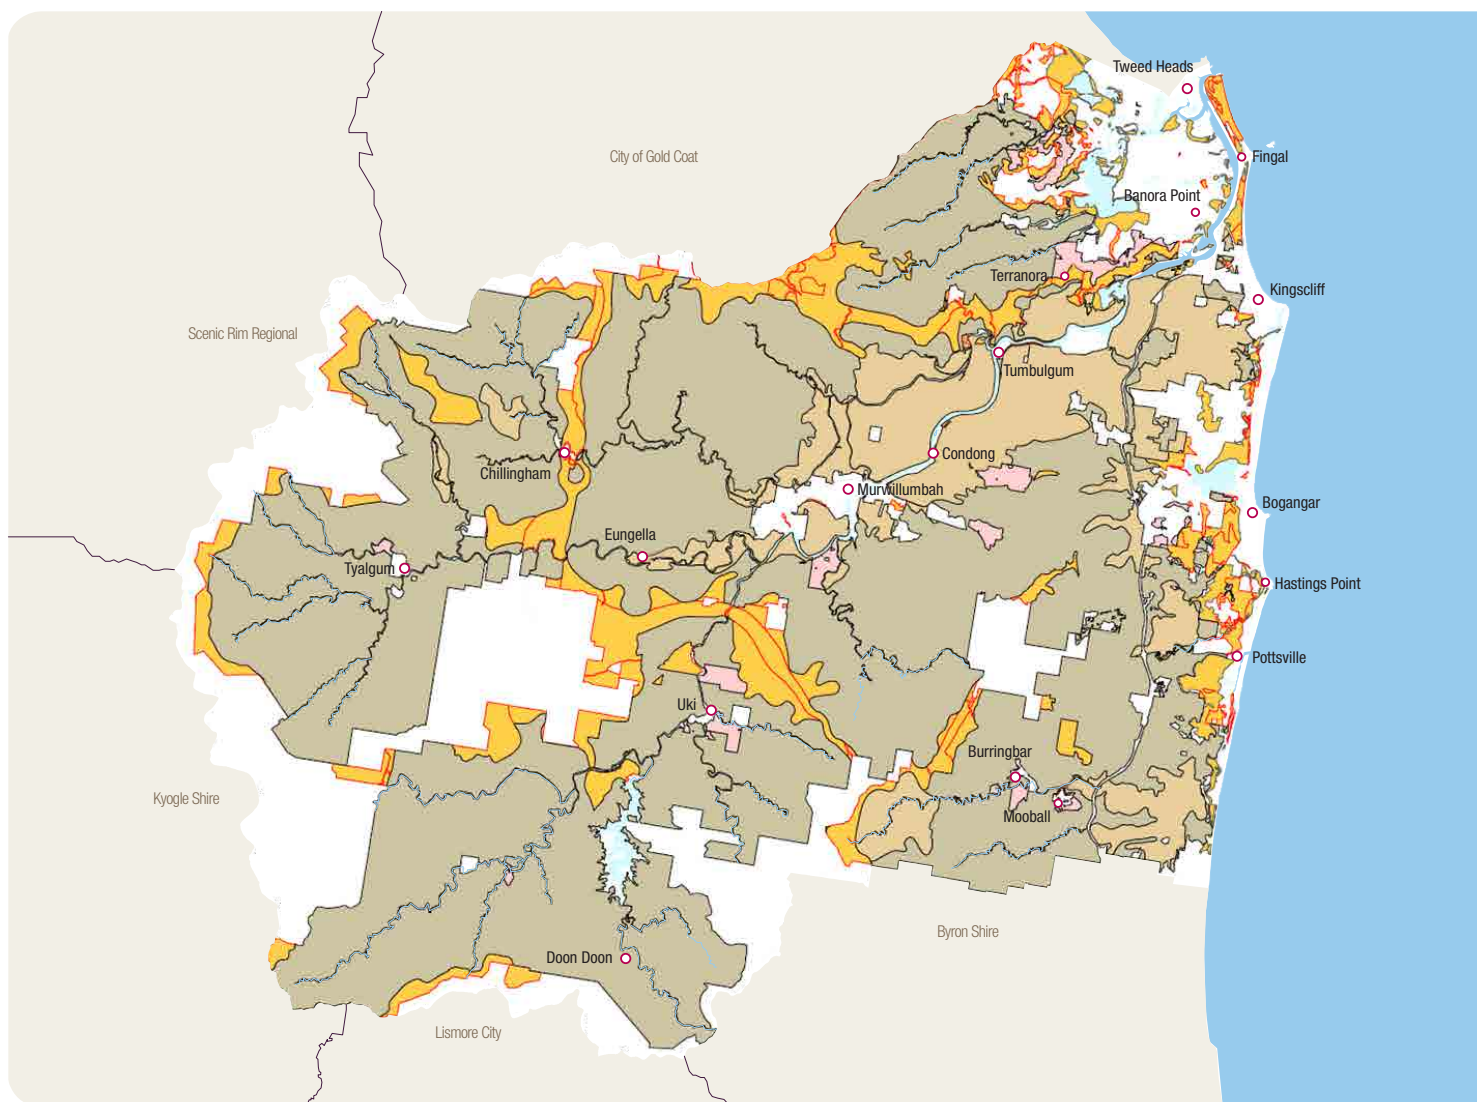 Tweed Heads
City of Gold Coat
Fingal
Banora Point
Terranora
Kingscliff
Scenic Rim Regional
Tumbulgum
Condong
Chillingham
Murwillumbah
Bogangar
Eungella
Tyalgum
Hastings Point
Pottsville
Uki
Burringbar
Kyogle Shire
Mooball
Byron Shire
Doon Doon
Lismore City